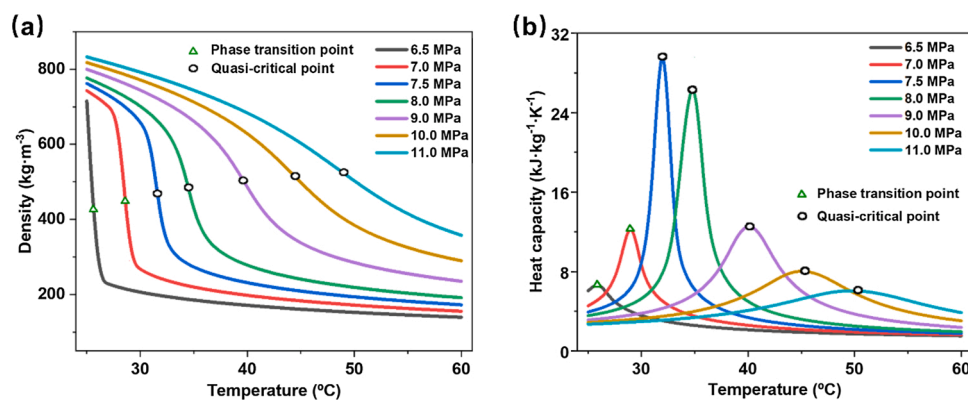 (a)
Density (kg·m⁻³)
800
600
400
200
30
40
50
60
Temperature (ºC)
Phase transition point
Quasi-critical point
6.5 MPa
7.0 MPa
7.5 MPa
8.0 MPa
9.0 MPa
10.0 MPa
11.0 MPa
(b)
Heat capacity (kJ·kg⁻¹·K⁻¹)
32
24
16
8
0
30
40
50
60
Temperature (ºC)
6.5 MPa
7.0 MPa
7.5 MPa
8.0 MPa
9.0 MPa
10.0 MPa
11.0 MPa
Phase transition point
Quasi-critical point